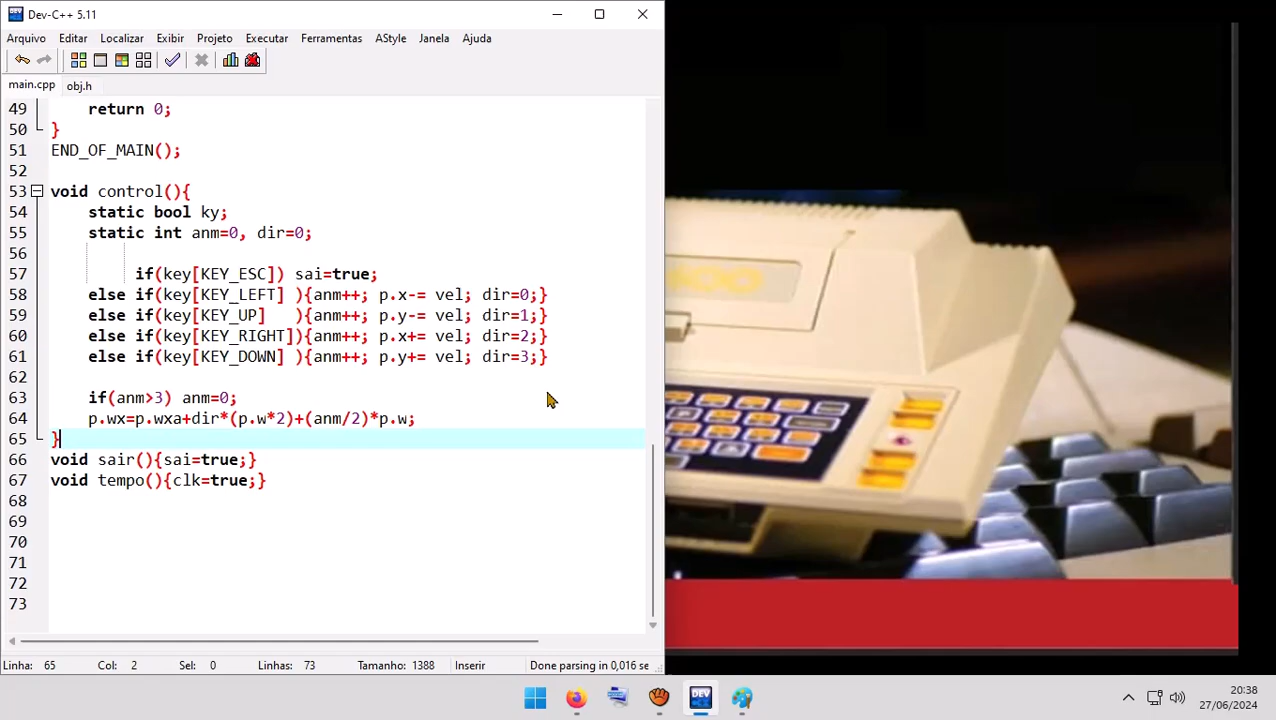 Dev-C++ 5.11
Arquivo Editar Localizar Exibir Projeto Executar Ferramentas AStyle Janela Ajuda
main.cpp obj.h
49 return 0;
50 }
51 END_OF_MAIN();
52
53 void control(){
54 static bool ky;
55 static int anm=0, dir=0;
56
57 if(key[KEY_ESC]) sai=true;
58 else if(key[KEY_LEFT] ){anm++; p.x-= vel; dir=0;}
59 else if(key[KEY_UP] ){anm++; p.y-= vel; dir=1;}
60 else if(key[KEY_RIGHT]){anm++; p.x+= vel; dir=2;}
61 else if(key[KEY_DOWN] ){anm++; p.y+= vel; dir=3;}
62
63 if(anm>3) anm=0;
64 p.wx=p.wxa+dir*(p.w*2)+(anm/2)*p.w;
65 }
66 void sair(){sai=true;}
67 void tempo(){clk=true;}
68
69
70
71
72
73
Linha: 65 Col: 2 Sel: 0 Linhas: 73 Tamanho: 1388 Inserir Done parsing in 0,016 se
DEV
20:38
27/06/2024